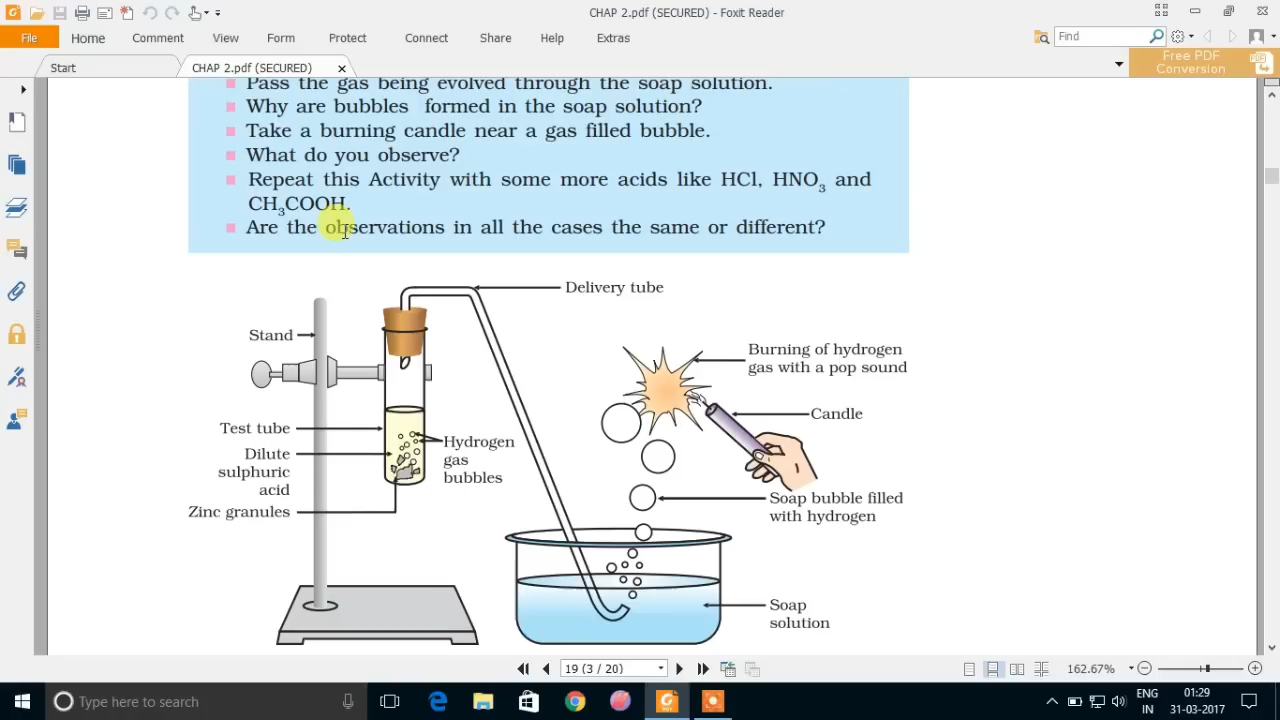 CHAP 2.pdf (SECURED) - Foxit Reader
File Home Comment View Form Protect Connect Share Help Extras
Find
Start
CHAP 2.pdf (SECURED)
Free PDF
Conversion
Pass the gas being evolved through the soap solution.
Why are bubbles formed in the soap solution?
Take a burning candle near a gas filled bubble.
What do you observe?
Repeat this Activity with some more acids like HCl, HNO₃ and
CH₃COOH.
Are the observations in all the cases the same or different?
Delivery tube
Stand
Burning of hydrogen
gas with a pop sound
Candle
Test tube
Hydrogen
gas
bubbles
Dilute
sulphuric
acid
Zinc granules
Soap bubble filled
with hydrogen
Soap
solution
19 (3 / 20)
162.67%
Type here to search
ENG
IN
01:29
31-03-2017